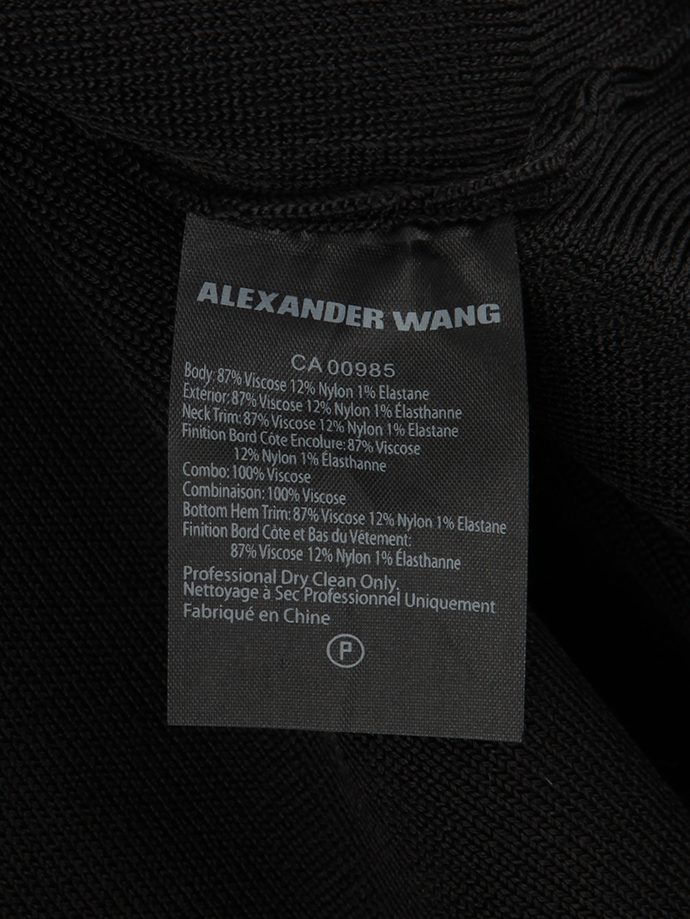 ALEXANDER WANG
CA 00985
Body: 87% Viscose 12% Nylon 1% Elastane
Extérior: 87% Viscose 12% Nylon 1% Élasthanne
Neck Trim: 87% Viscose 12% Nylon 1% Elastane
Finition Bord Côte Encolure: 87% Viscose
12% Nylon 1% Élasthanne
Combo: 100% Viscose
Combinaison: 100% Viscose
Bottom Hem Trim: 87% Viscose 12% Nylon 1% Elastane
Finition Bord Côte et Bas du Vêtement:
87% Viscose 12% Nylon 1% Élasthanne
Professional Dry Clean Only,
Nettoyage à Sec Professionnel Uniquement
Fabriqué en Chine
P